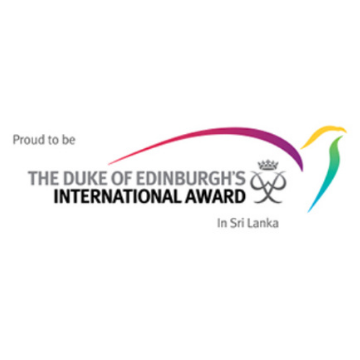 Proud to be
THE DUKE OF EDINBURGH'S
INTERNATIONAL AWARD
In Sri Lanka